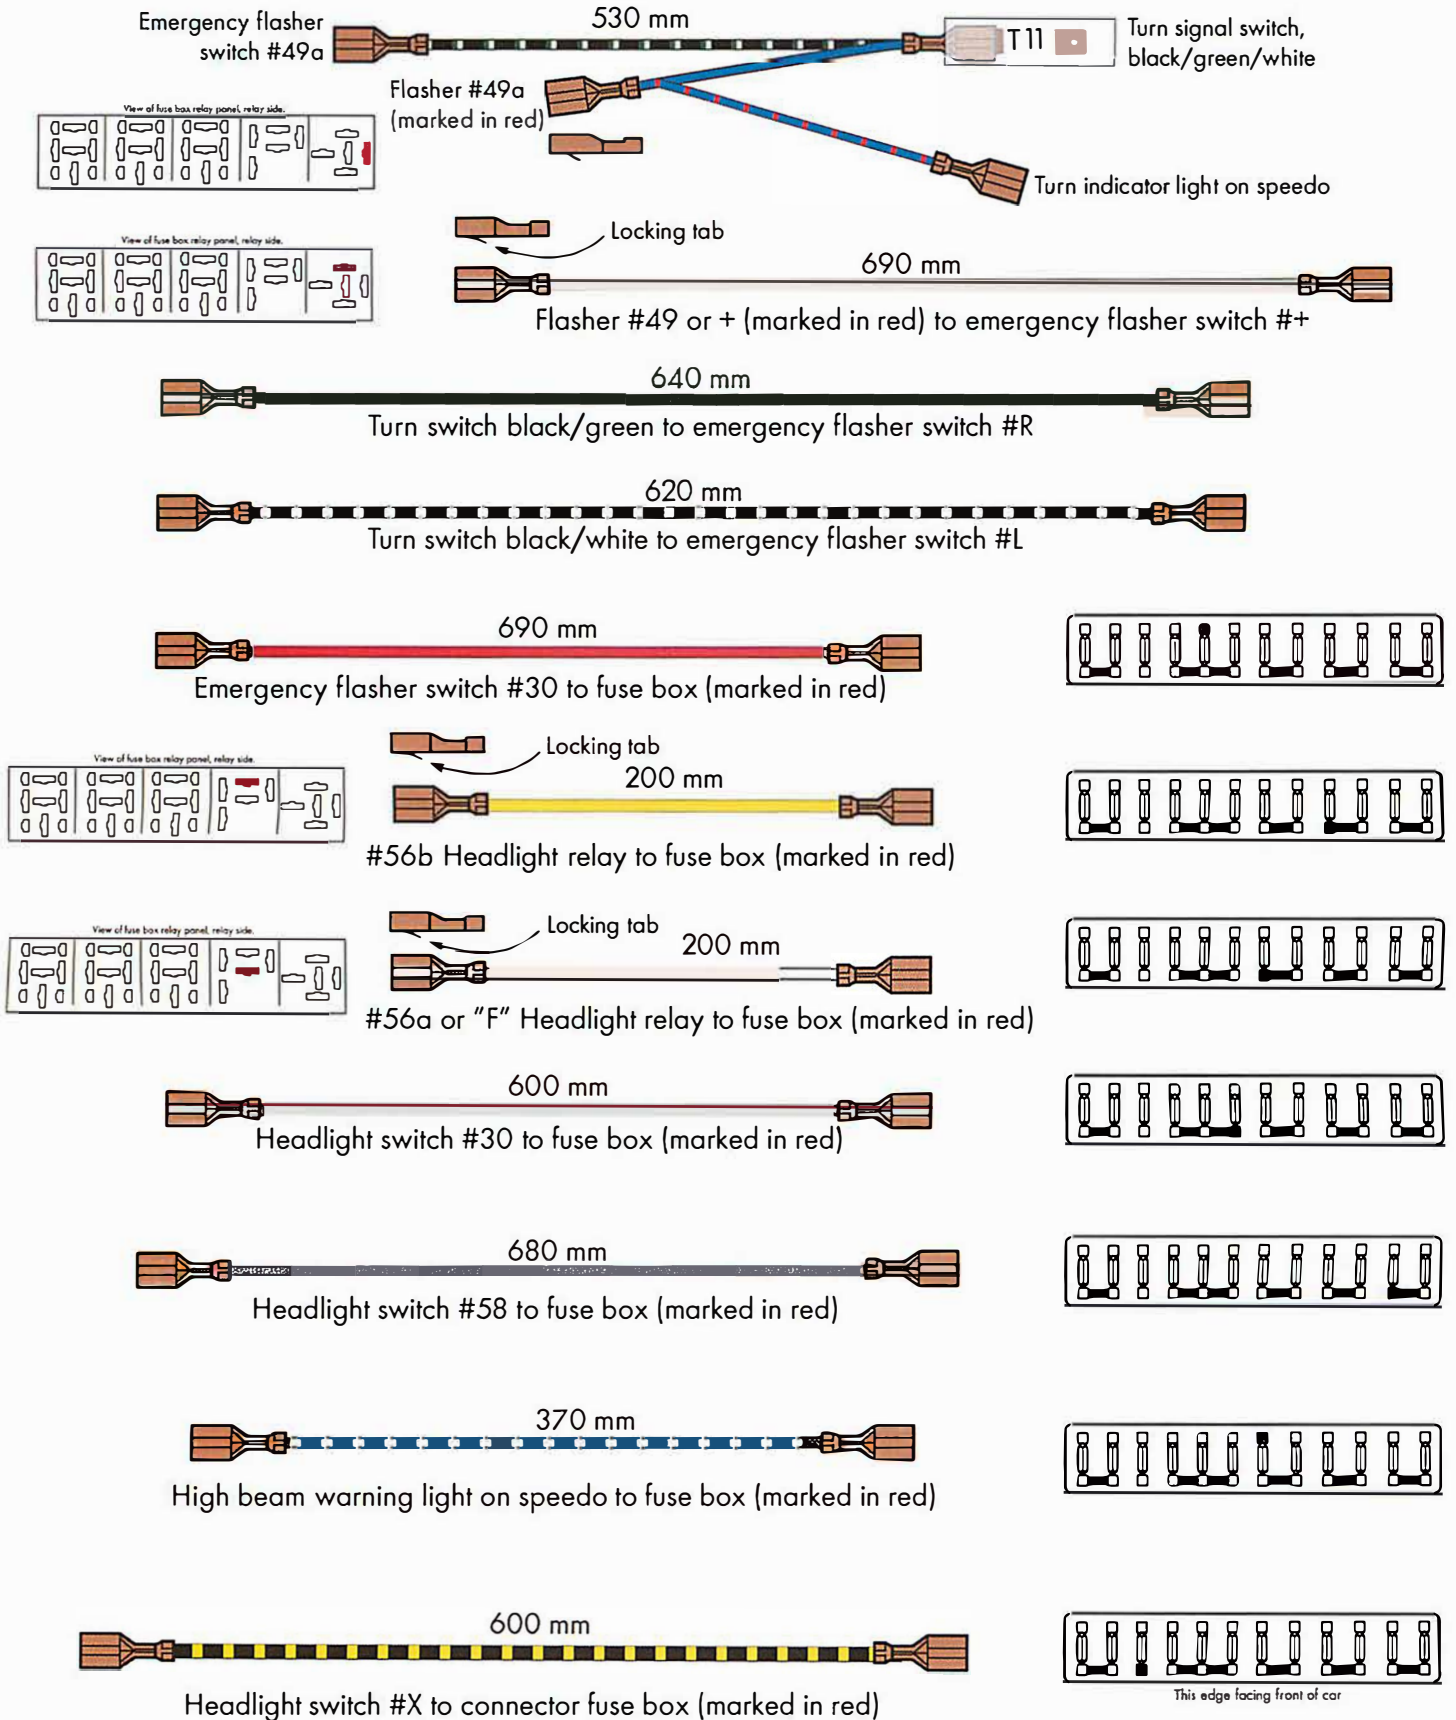 Emergency flasher
switch #49a
530 mm
T 11
Turn signal switch,
black/green/white
Flasher #49a
(marked in red)
View of fuse box relay panel, relay side.
Turn indicator light on speedo
Locking tab
View of fuse box relay panel, relay side.
690 mm
Flasher #49 or + (marked in red) to emergency flasher switch #+
640 mm
Turn switch black/green to emergency flasher switch #R
620 mm
Turn switch black/white to emergency flasher switch #L
690 mm
Emergency flasher switch #30 to fuse box (marked in red)
View of fuse box relay panel, relay side.
Locking tab
200 mm
#56b Headlight relay to fuse box (marked in red)
View of fuse box relay panel, relay side.
Locking tab
200 mm
#56a or "F" Headlight relay to fuse box (marked in red)
600 mm
Headlight switch #30 to fuse box (marked in red)
680 mm
Headlight switch #58 to fuse box (marked in red)
370 mm
High beam warning light on speedo to fuse box (marked in red)
600 mm
Headlight switch #X to connector fuse box (marked in red)
This edge facing front of car